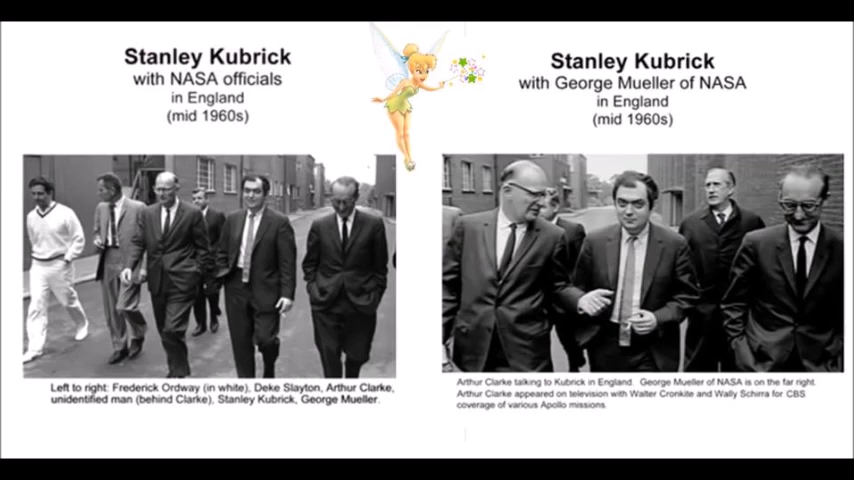 Stanley Kubrick
with NASA officials
in England
(mid 1960s)
Left to right: Frederick Ordway (in white), Deke Slayton, Arthur Clarke,
unidentified man (behind Clarke), Stanley Kubrick, George Mueller.
Stanley Kubrick
with George Mueller of NASA
in England
(mid 1960s)
Arthur Clarke talking to Kubrick in England. George Mueller of NASA is on the far right.
Arthur Clarke appeared on television with Walter Cronkite and Wally Schirra for CBS
coverage of various Apollo missions.